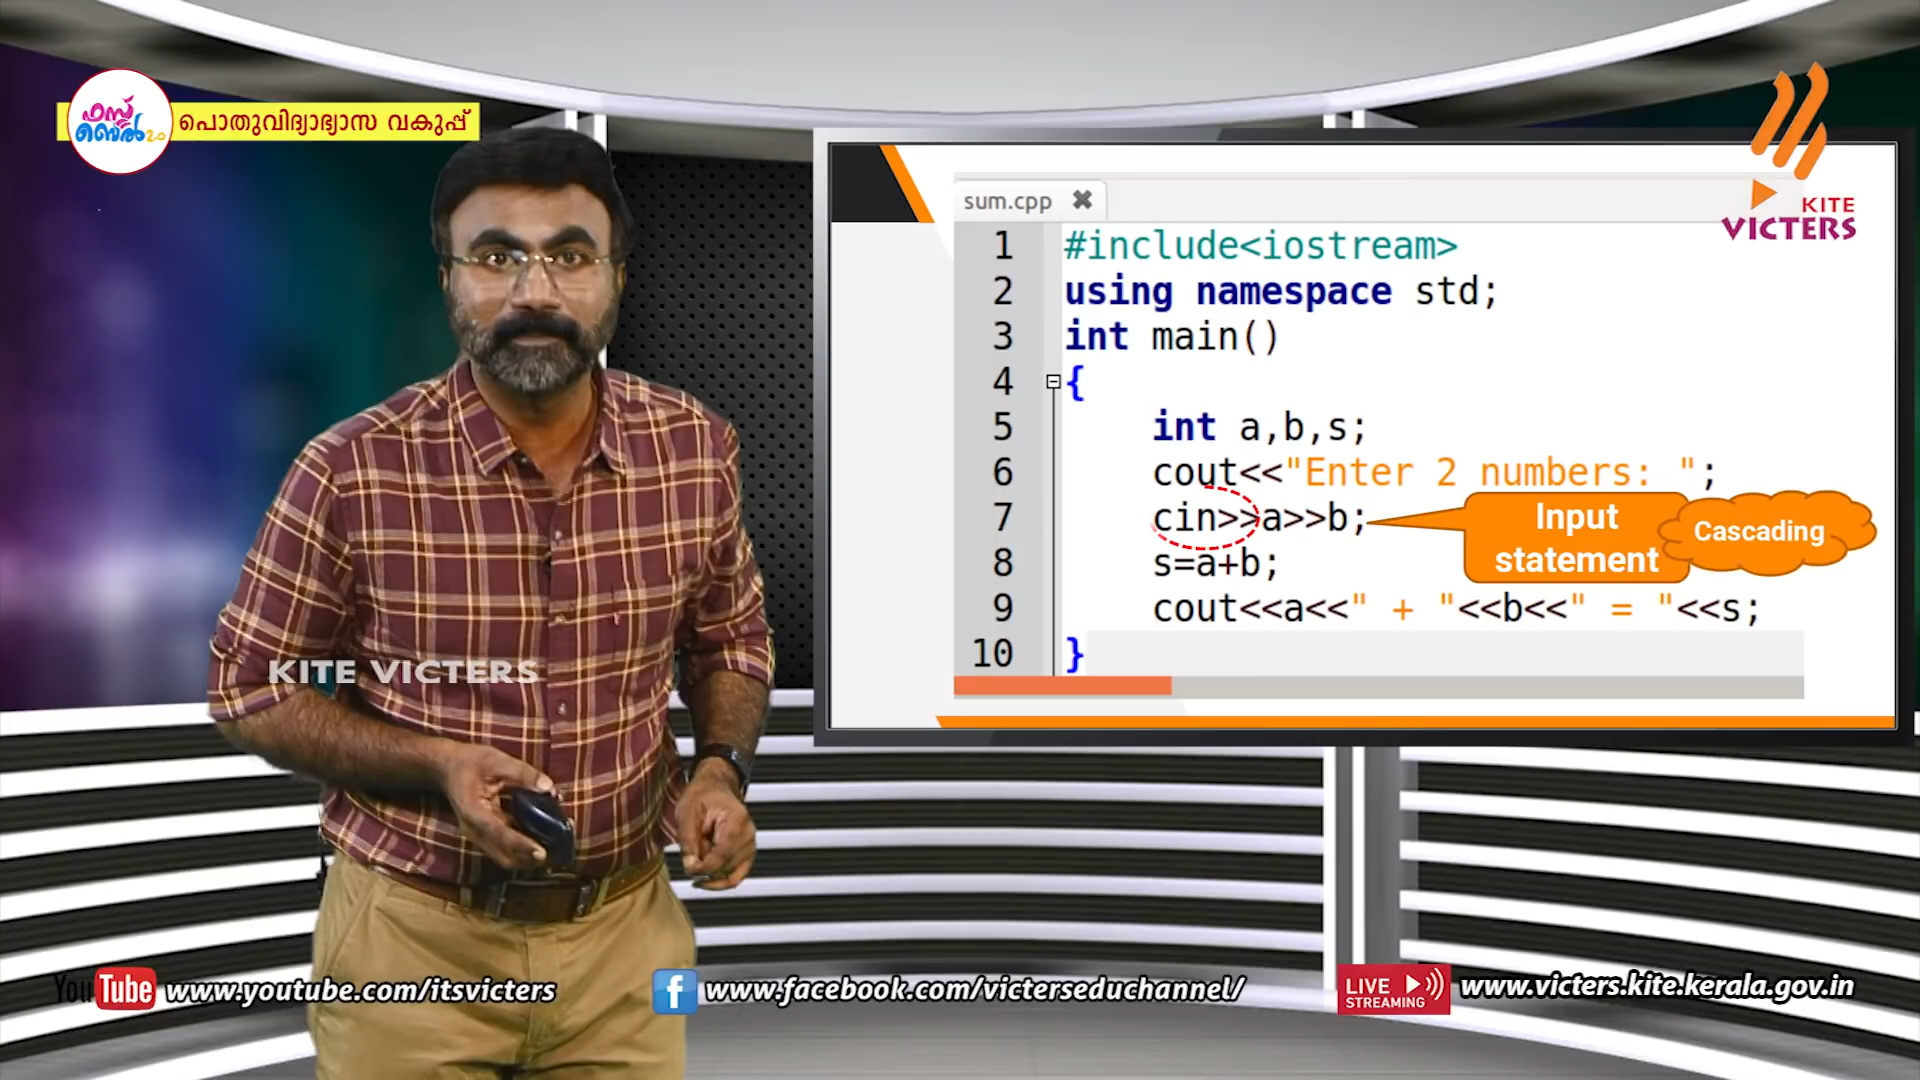 ഫസ്റ്റ്
ബെൽ 2.0
പൊതുവിദ്യാഭ്യാസ വകുപ്പ്
KITE
VICTERS
sum.cpp ✖
1 #include<iostream>
2 using namespace std;
3 int main()
4 {
5 int a,b,s;
6 cout<<"Enter 2 numbers: ";
7 cin>>a>>b;
8 s=a+b;
9 cout<<a<<" + "<<b<<" = "<<s;
10 }
Input
statement
Cascading
KITE VICTERS
YouTube www.youtube.com/itsvicters
f www.facebook.com/victerseduchannel/
LIVE
STREAMING
www.victers.kite.kerala.gov.in